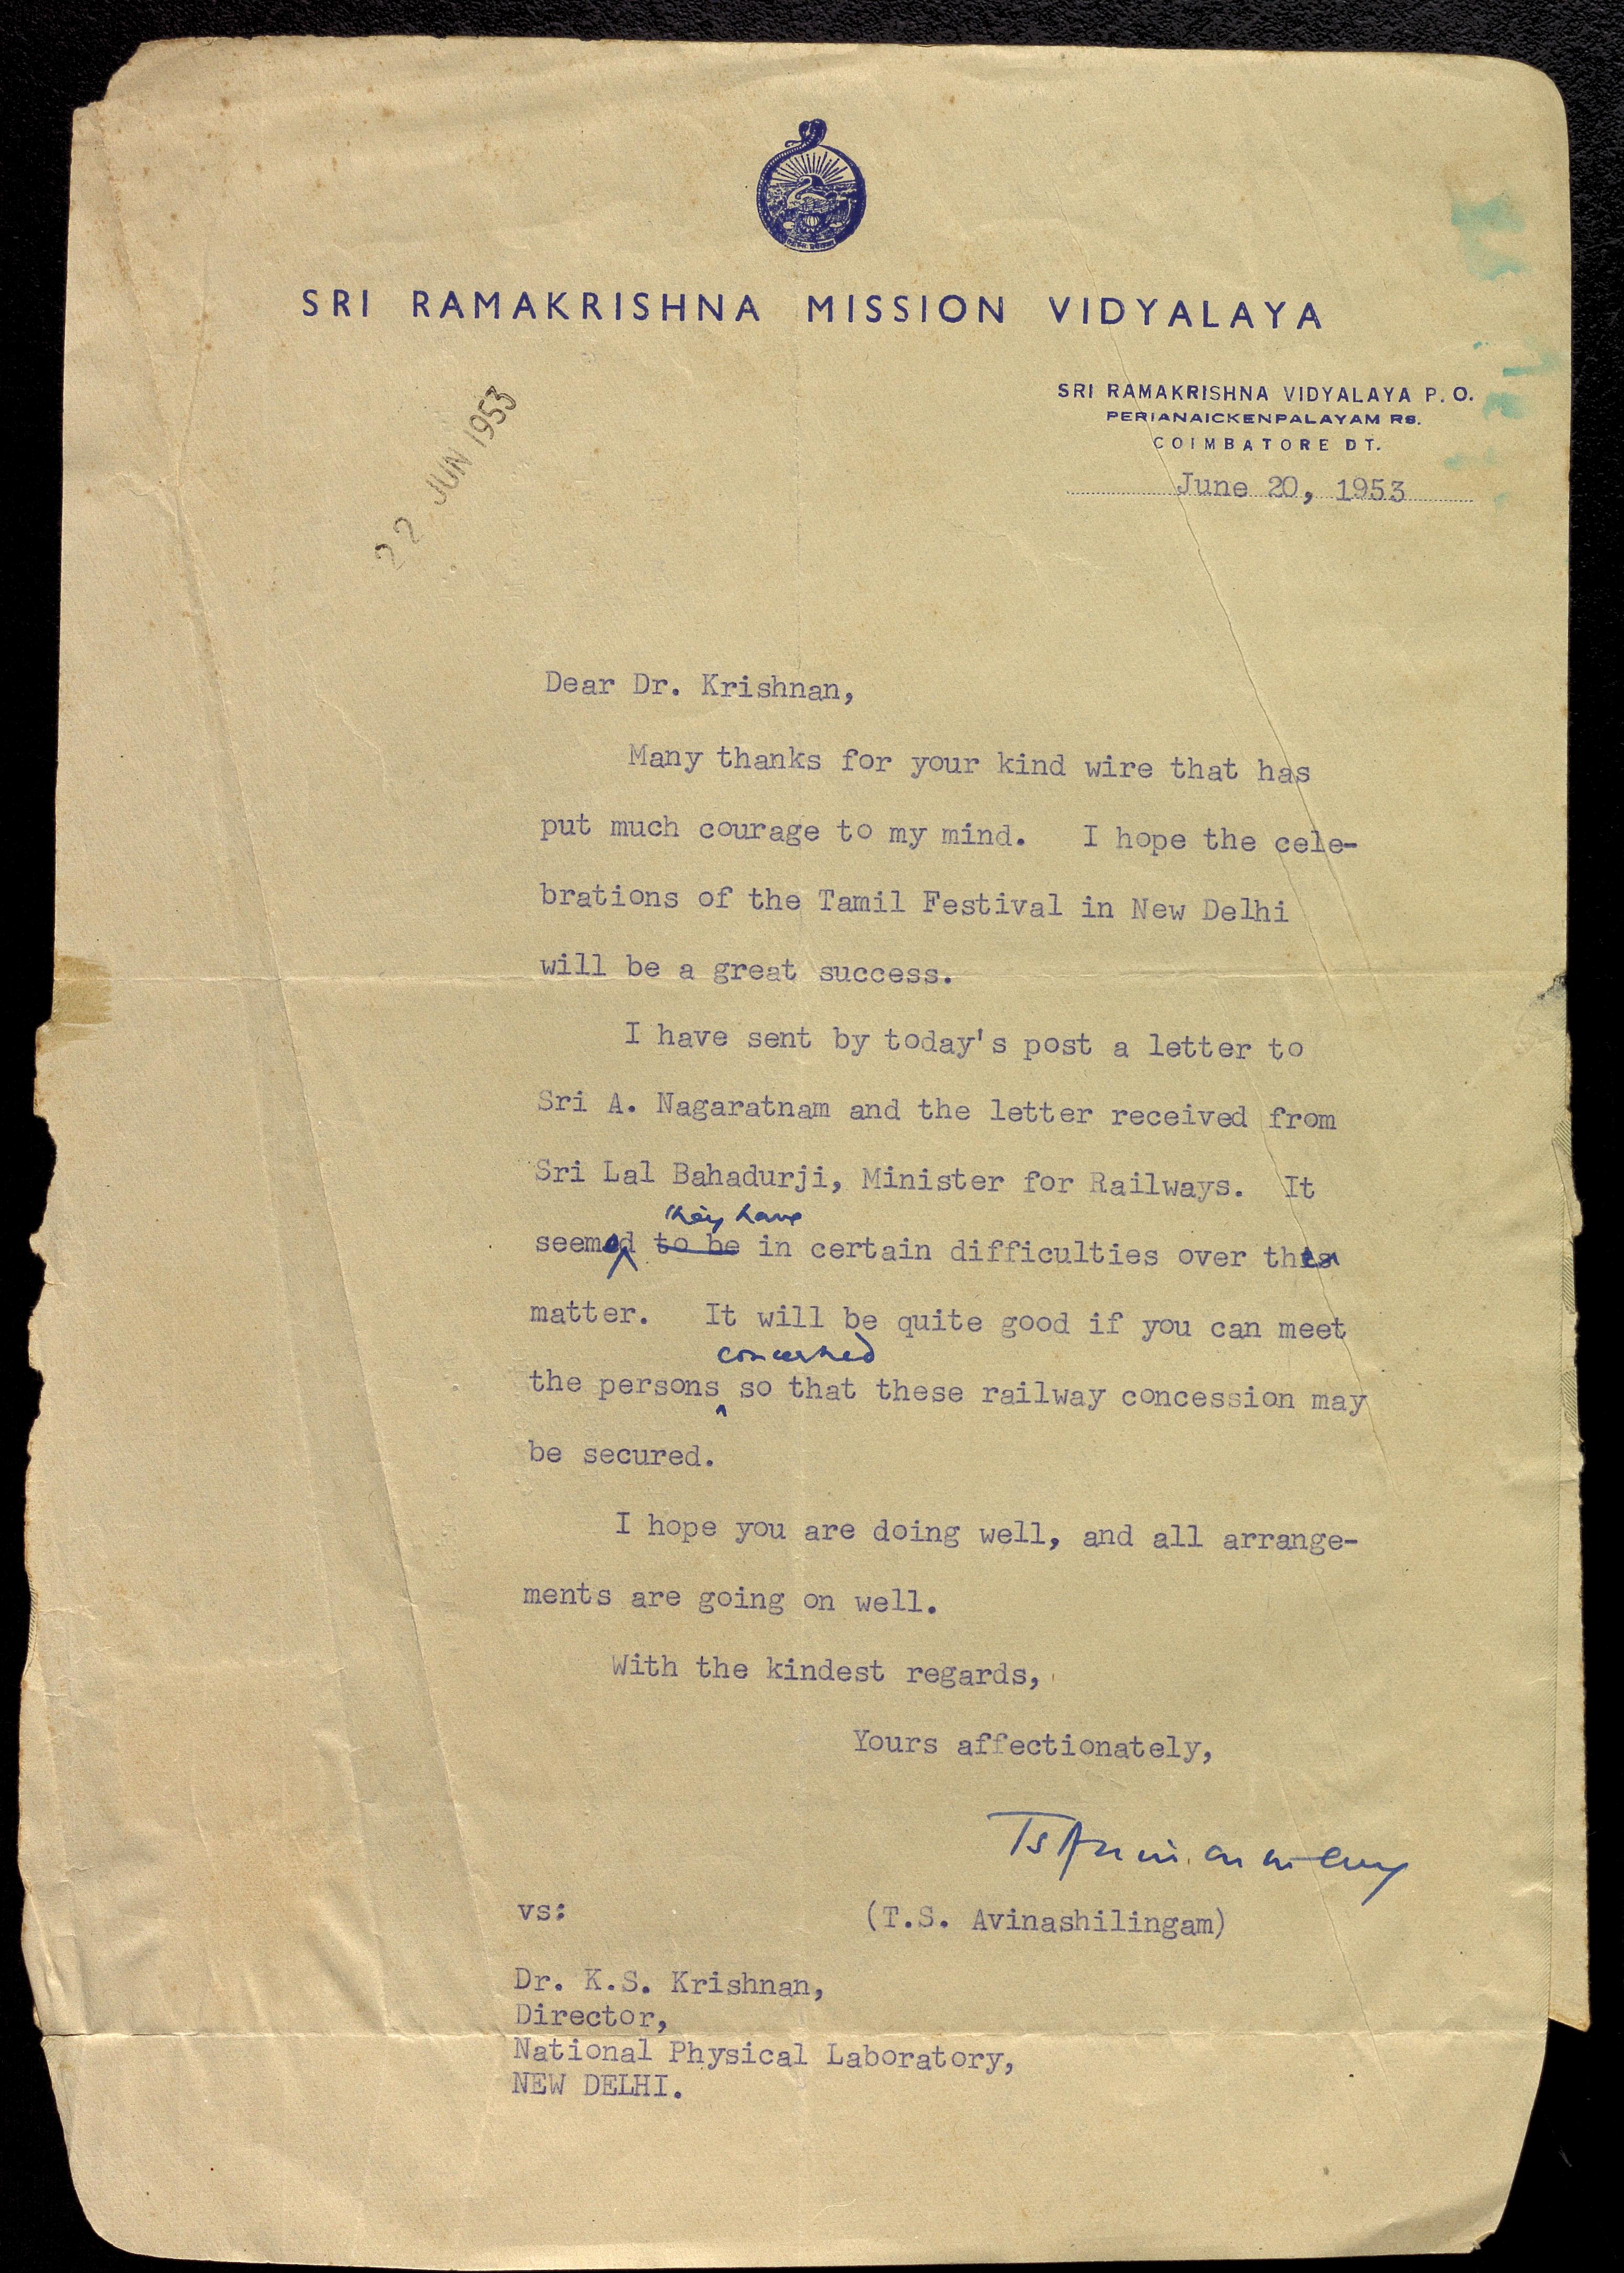 SRI RAMAKRISHNA MISSION VIDYALAYA
SRI RAMAKRISHNA VIDYALAYA P. O.
PERIANAICKENPALAYAM RS.
COIMBATORE DT.
June 20, 1953
22 JUN 1953
Dear Dr. Krishnan,
Many thanks for your kind wire that has
put much courage to my mind. I hope the cele-
brations of the Tamil Festival in New Delhi
will be a great success.
I have sent by today's post a letter to
Sri A. Nagaratnam and the letter received from
Sri Lal Bahadurji, Minister for Railways. It
they have
seemed to be in certain difficulties over this
matter. It will be quite good if you can meet
concerned
the persons so that these railway concession may
be secured.
I hope you are doing well, and all arrange-
ments are going on well.
With the kindest regards,
Yours affectionately,
vs:
(T.S. Avinashilingam)
Dr. K.S. Krishnan,
Director,
National Physical Laboratory,
NEW DELHI.